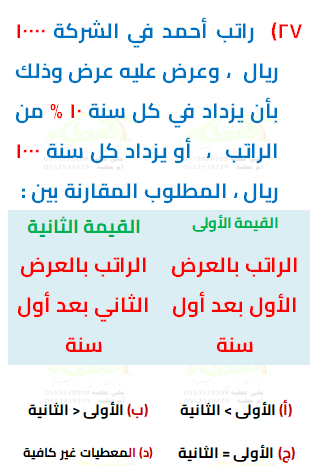 ٢٧) راتب أحمد في الشركة ١٠٠٠٠
ريال ، وعرض عليه عرض وذلك
بأن يزداد في كل سنة ١٠ % من
الراتب ، أو يزداد كل سنة ١٠٠٠
ريال ، المطلوب المقارنة بين :
القيمة الأولى
القيمة الثانية
الراتب بالعرض
الأول بعد أول
سنة
الراتب بالعرض
الثاني بعد أول
سنة
(أ) الأولى > الثانية
(ب) الأولى < الثانية
(ج) الأولى = الثانية
(د) المعطيات غير كافية